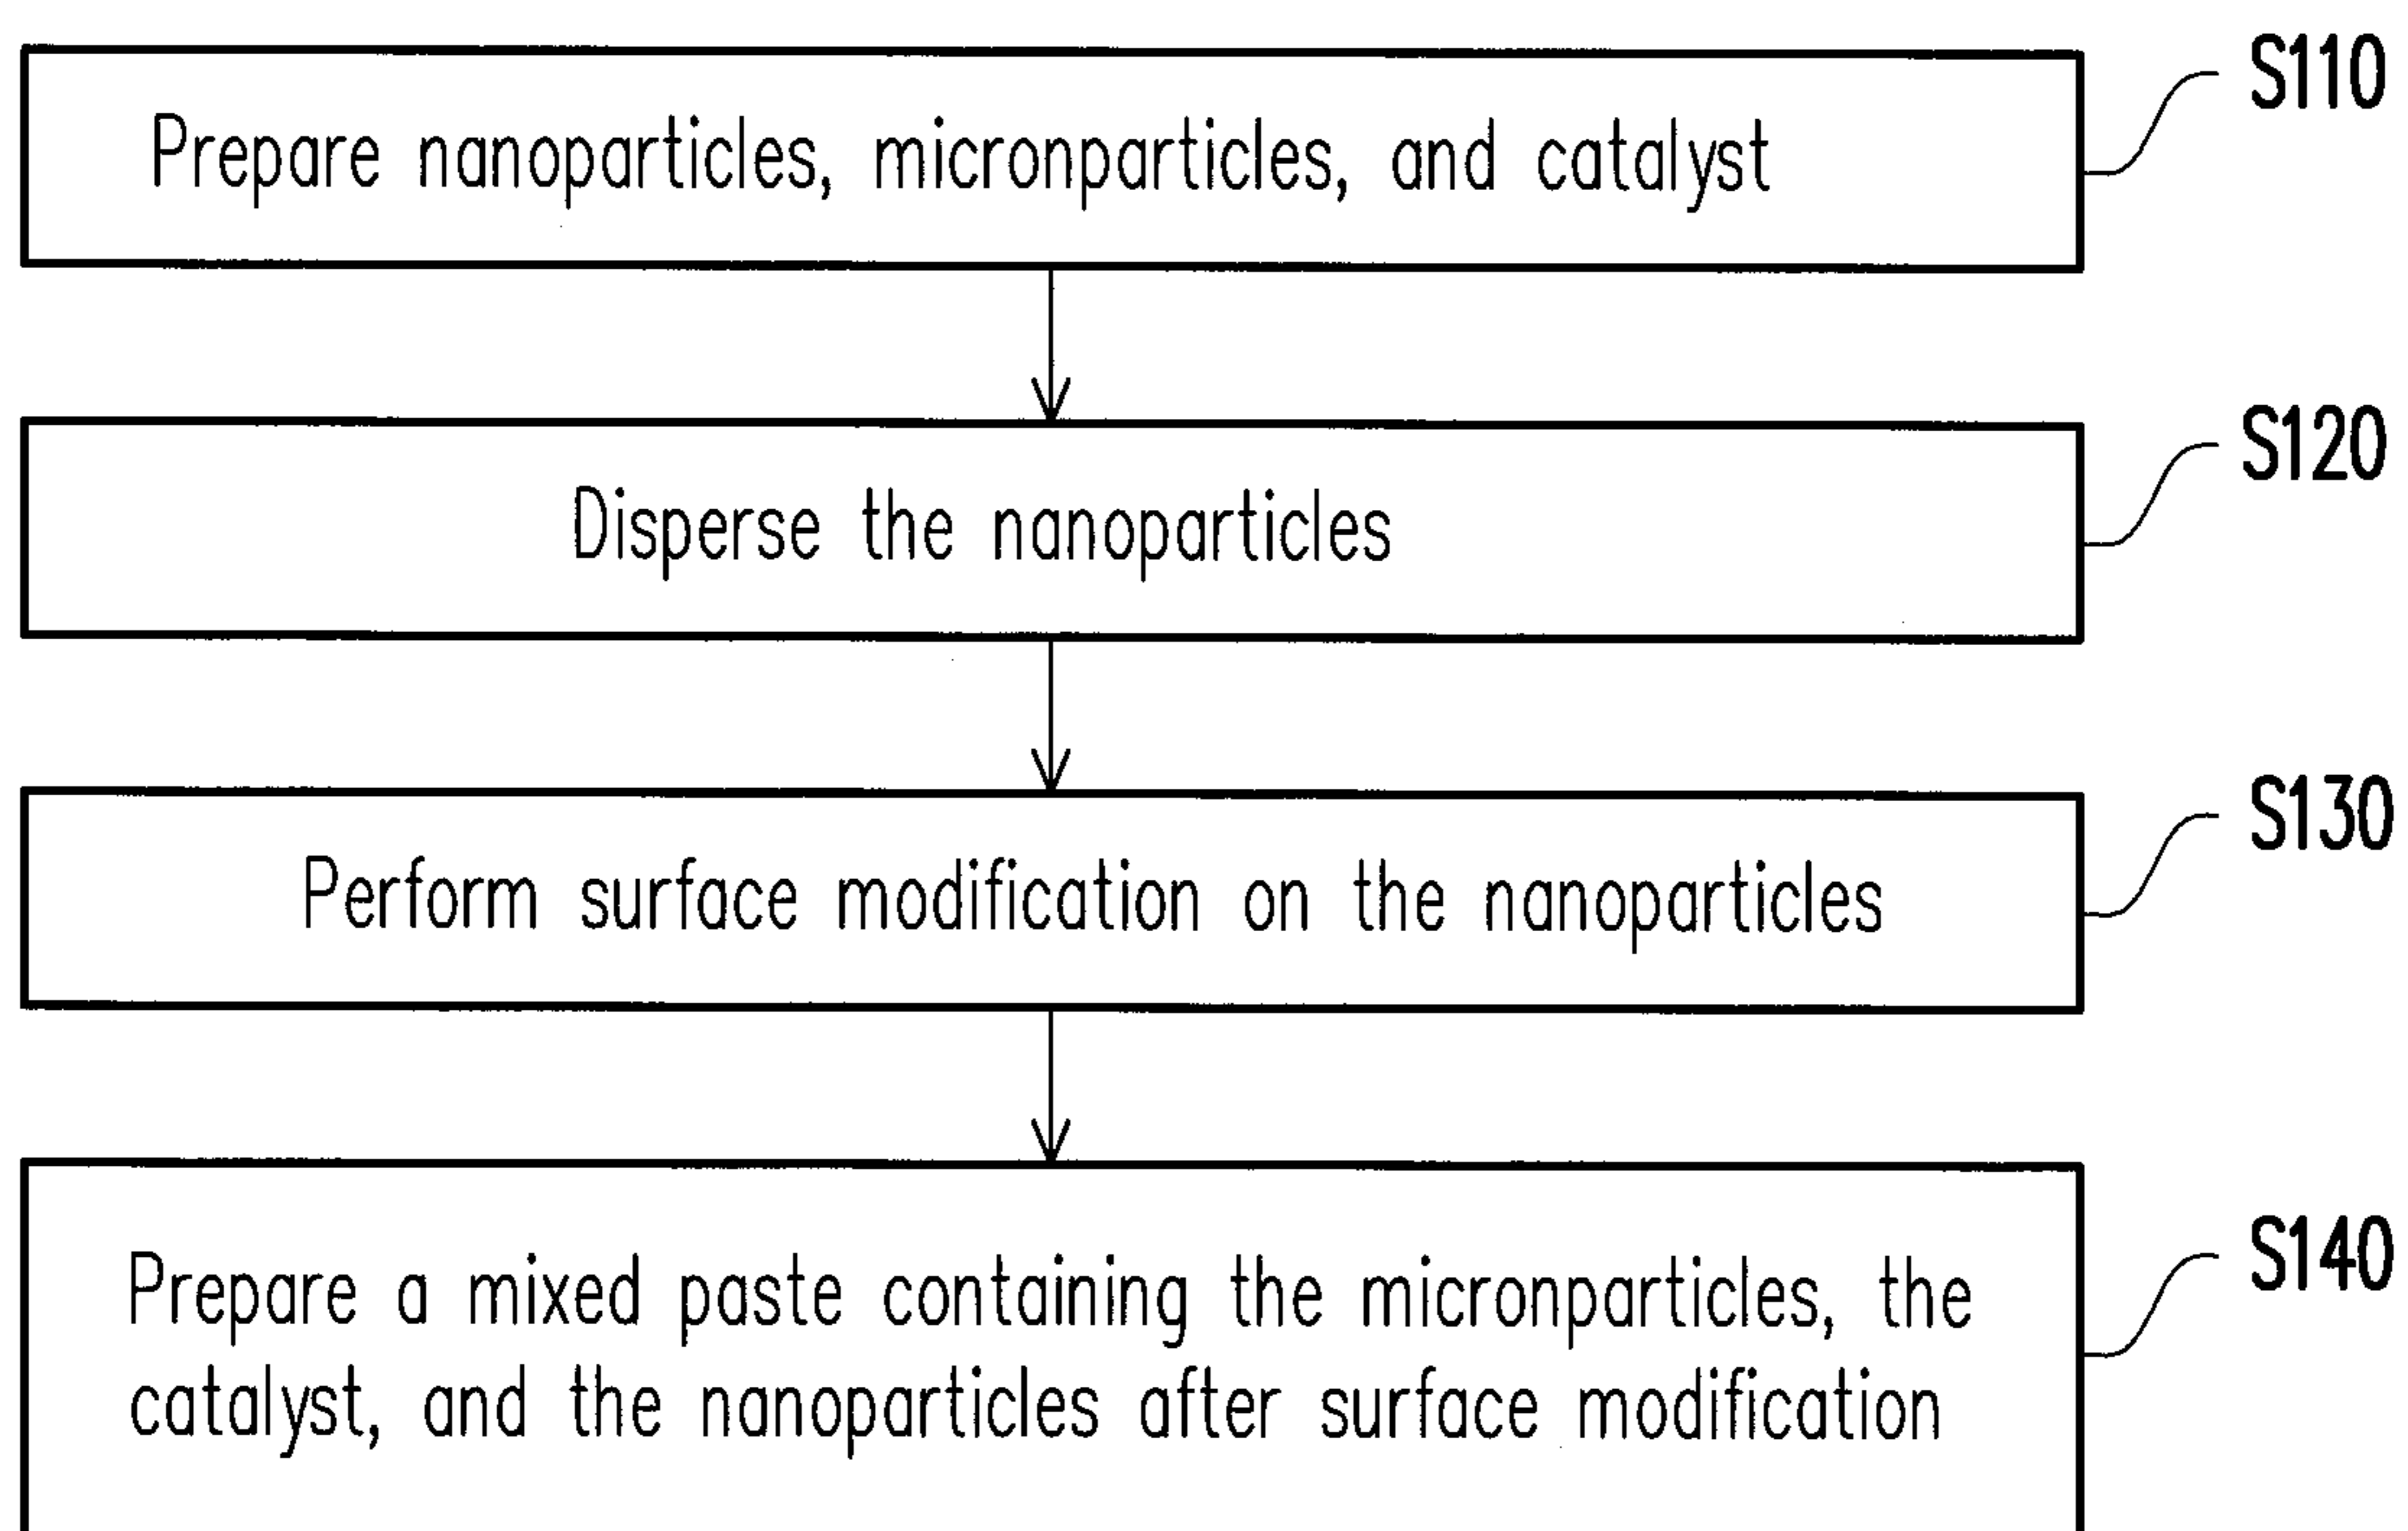 Prepare nanoparticles, micronparticles, and catalyst
S110
Disperse the nanoparticles
S120
Perform surface modification on the nanoparticles
S130
Prepare a mixed paste containing the micronparticles, the
catalyst, and the nanoparticles after surface modification
S140